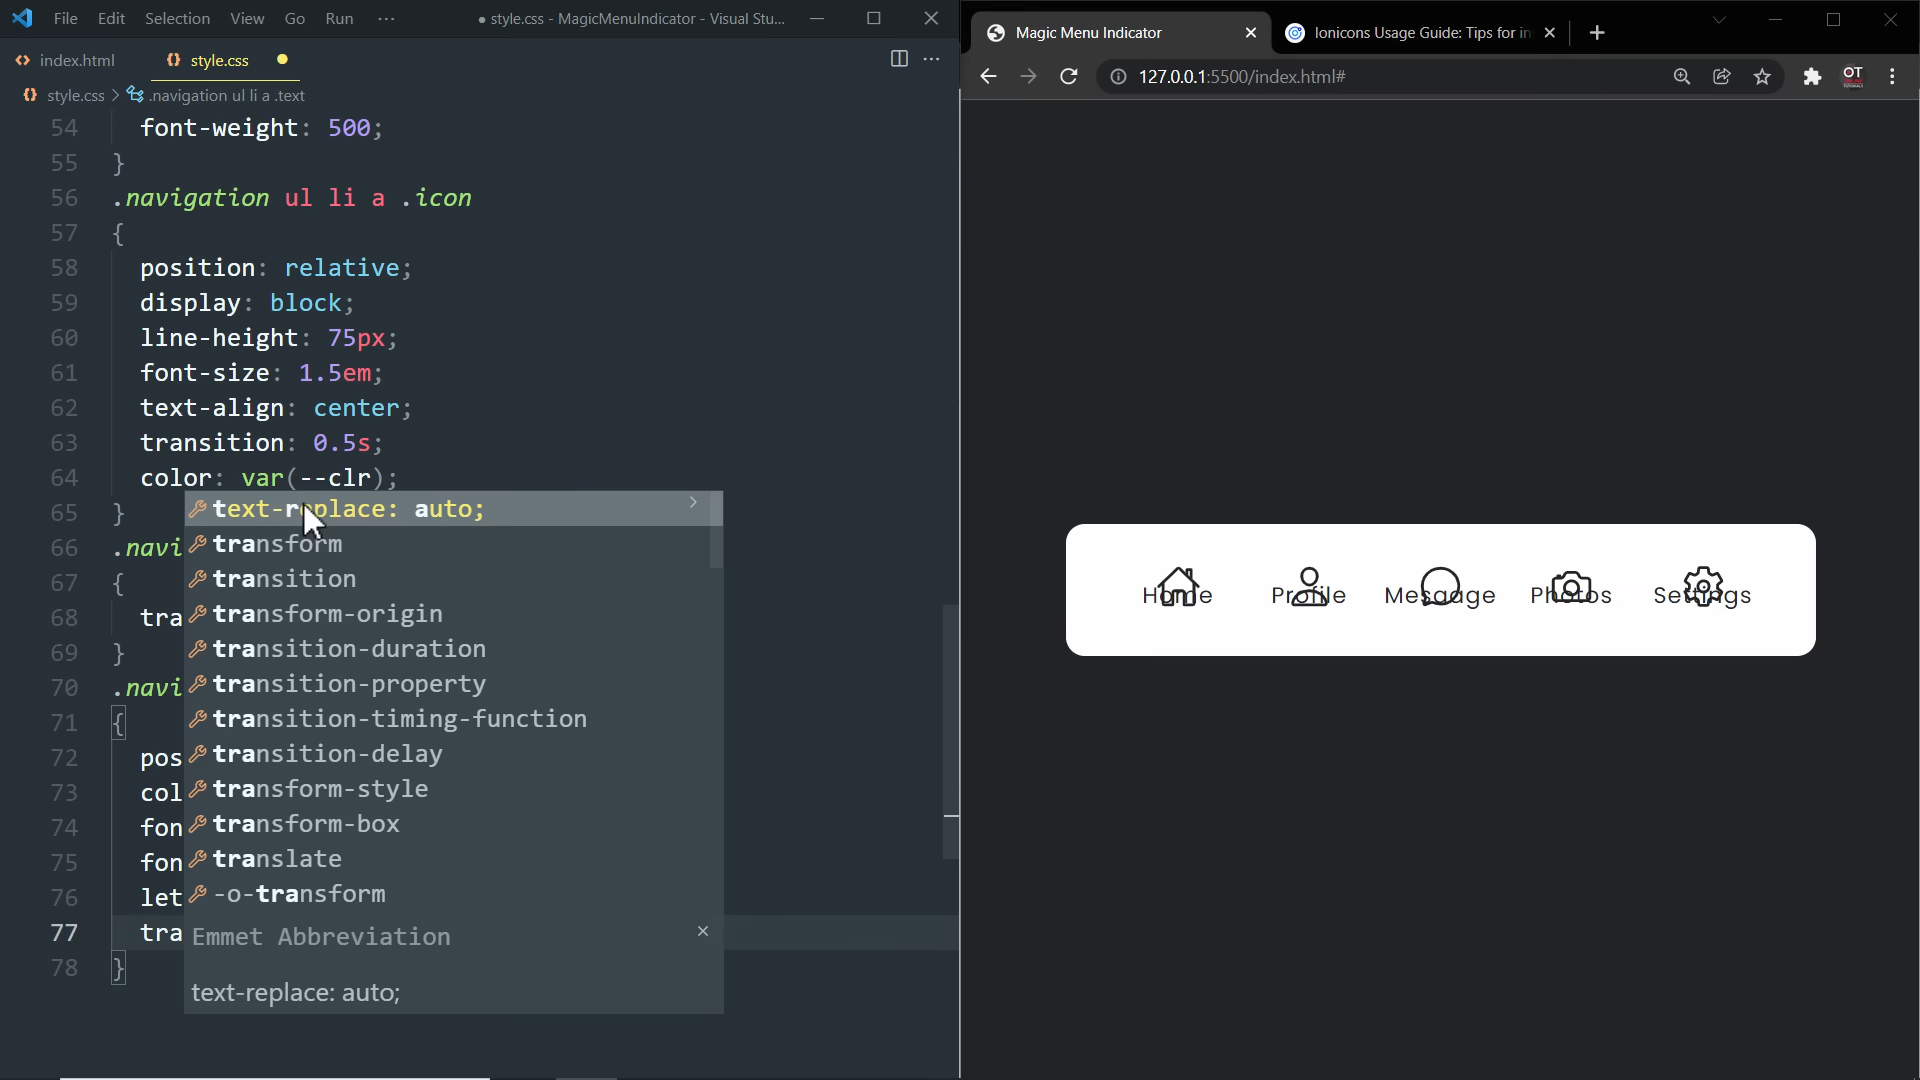 File Edit Selection View Go Run ···
● style.css - MagicMenuIndicator - Visual Stu...
index.html
style.css
style.css > .navigation ul li a .text
54 font-weight: 500;
55 }
56 .navigation ul li a .icon
57 {
58 position: relative;
59 display: block;
60 line-height: 75px;
61 font-size: 1.5em;
62 text-align: center;
63 transition: 0.5s;
64 color: var(--clr);
65 }
66 .navi
67 {
68 tra
69 }
70 .navi
71 {
72 pos
73 col
74 fon
75 fon
76 let
77 tra
78 }
text-replace: auto;
transform
transition
transform-origin
transition-duration
transition-property
transition-timing-function
transition-delay
transform-style
transform-box
translate
-o-transform
Emmet Abbreviation
text-replace: auto;
Magic Menu Indicator
Ionicons Usage Guide: Tips for in
127.0.0.1:5500/index.html#
OT
Home Profile Message Photos Settings